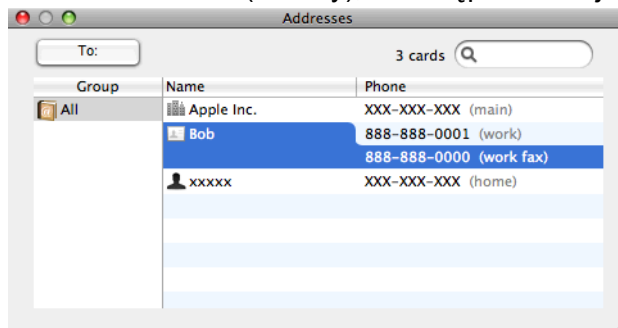 Addresses
To:
3 cards
Group Name Phone
All Apple Inc. XXX-XXX-XXX (main)
Bob 888-888-0001 (work)
888-888-0000 (work fax)
xxxxx XXX-XXX-XXX (home)